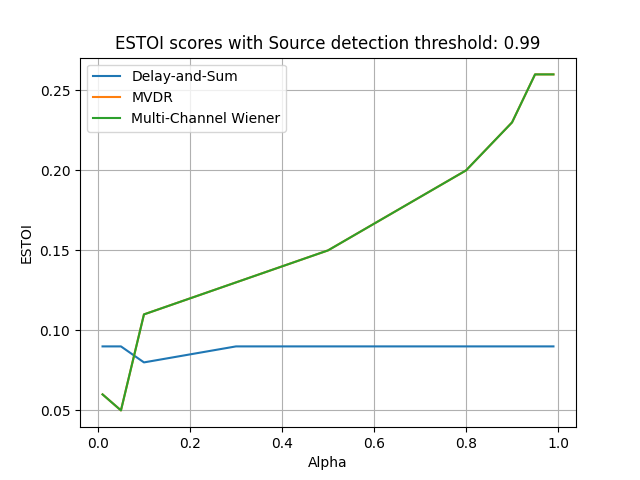 ESTOI scores with Source detection threshold: 0.99
Delay-and-Sum
MVDR
Multi-Channel Wiener
0.25
0.20
0.15
0.10
0.05
ESTOI
0.0 0.2 0.4 0.6 0.8 1.0
Alpha